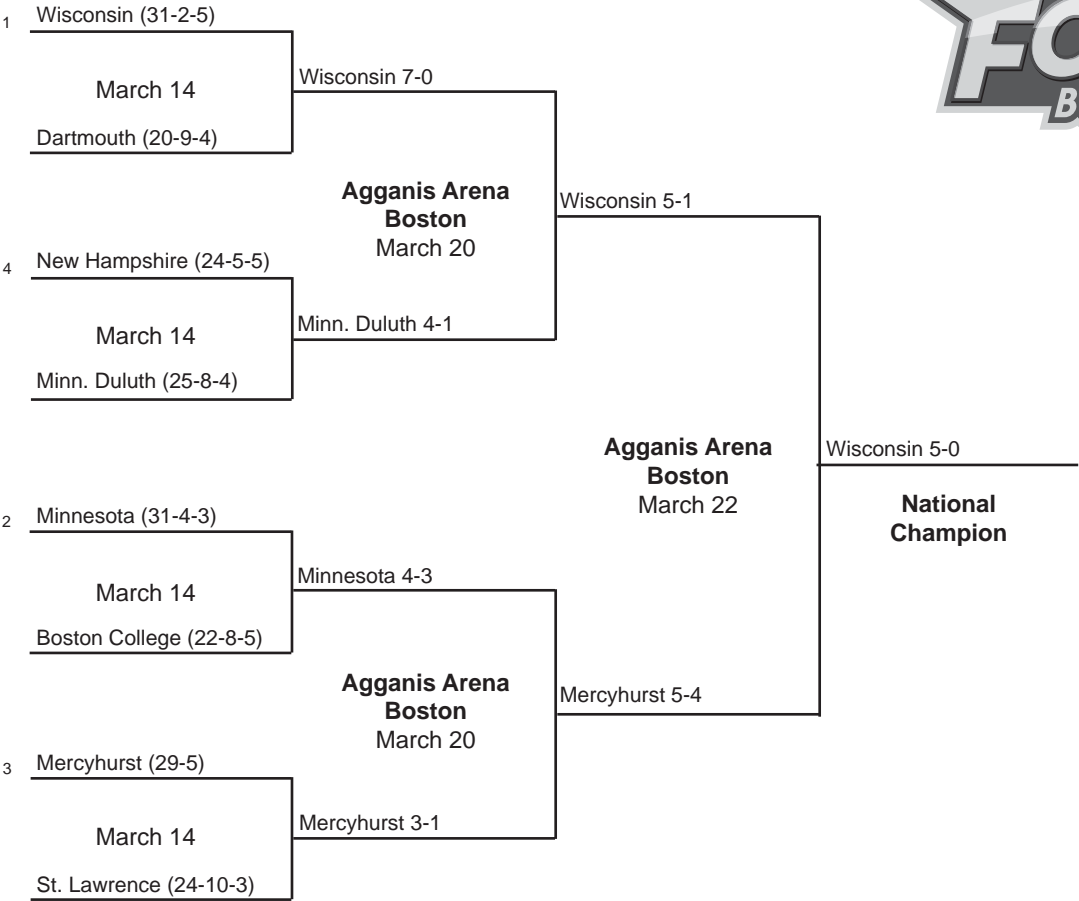 1 Wisconsin (31-2-5)
March 14
Dartmouth (20-9-4)
Wisconsin 7-0
4 New Hampshire (24-5-5)
March 14
Minn. Duluth (25-8-4)
Minn. Duluth 4-1
Agganis Arena
Boston
March 20
Wisconsin 5-1
2 Minnesota (31-4-3)
March 14
Boston College (22-8-5)
Minnesota 4-3
3 Mercyhurst (29-5)
March 14
St. Lawrence (24-10-3)
Mercyhurst 3-1
Agganis Arena
Boston
March 20
Mercyhurst 5-4
Agganis Arena
Boston
March 22
Wisconsin 5-0
National
Champion